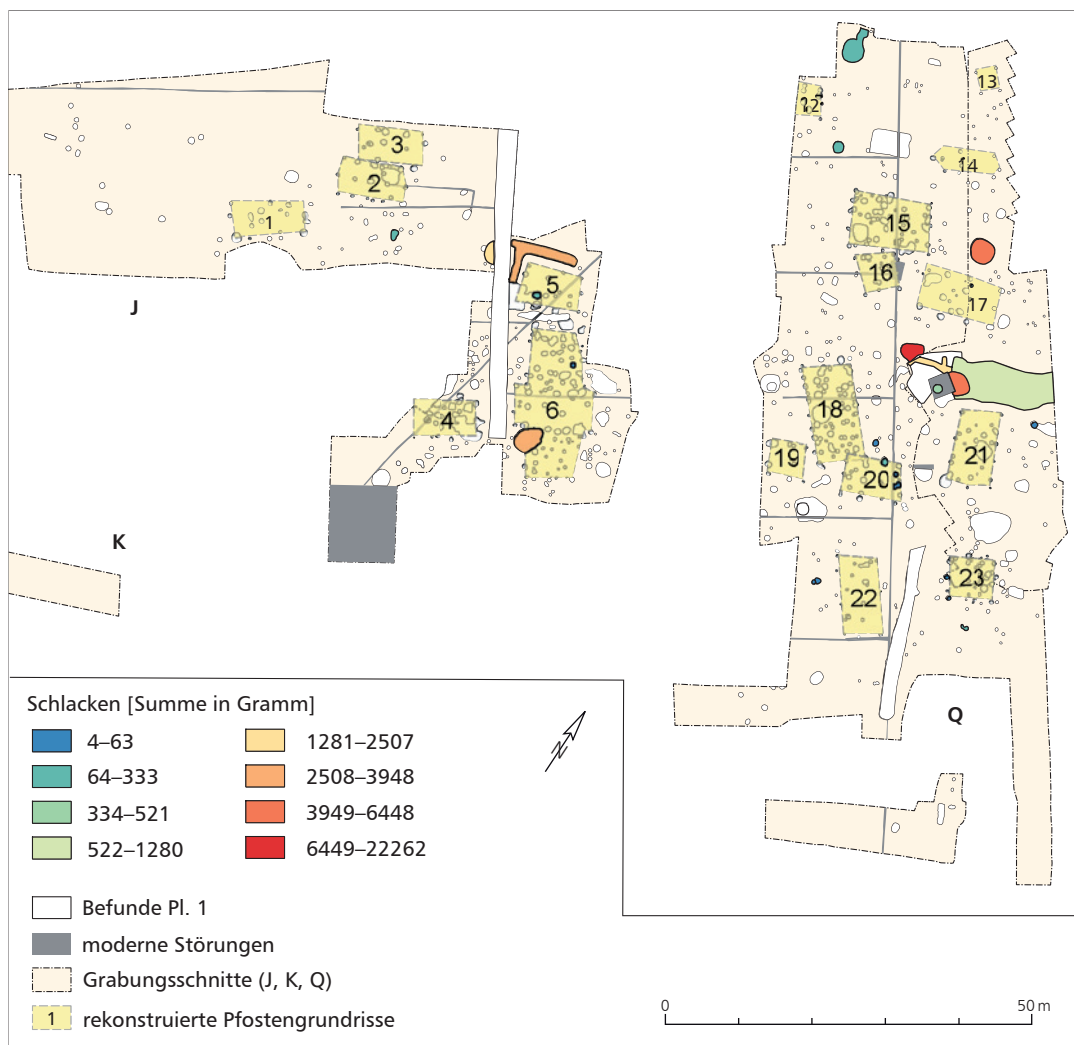 3
2
1
J
5
6
4
K
12
13
14
15
16
17
18
19
20
21
22
23
Q
Schlacken [Summe in Gramm]
4–63
64–333
334–521
522–1280
1281–2507
2508–3948
3949–6448
6449–22262
N
Befunde Pl. 1
moderne Störungen
Grabungsschnitte (J, K, Q)
1 rekonstruierte Pfostengrundrisse
0 50 m